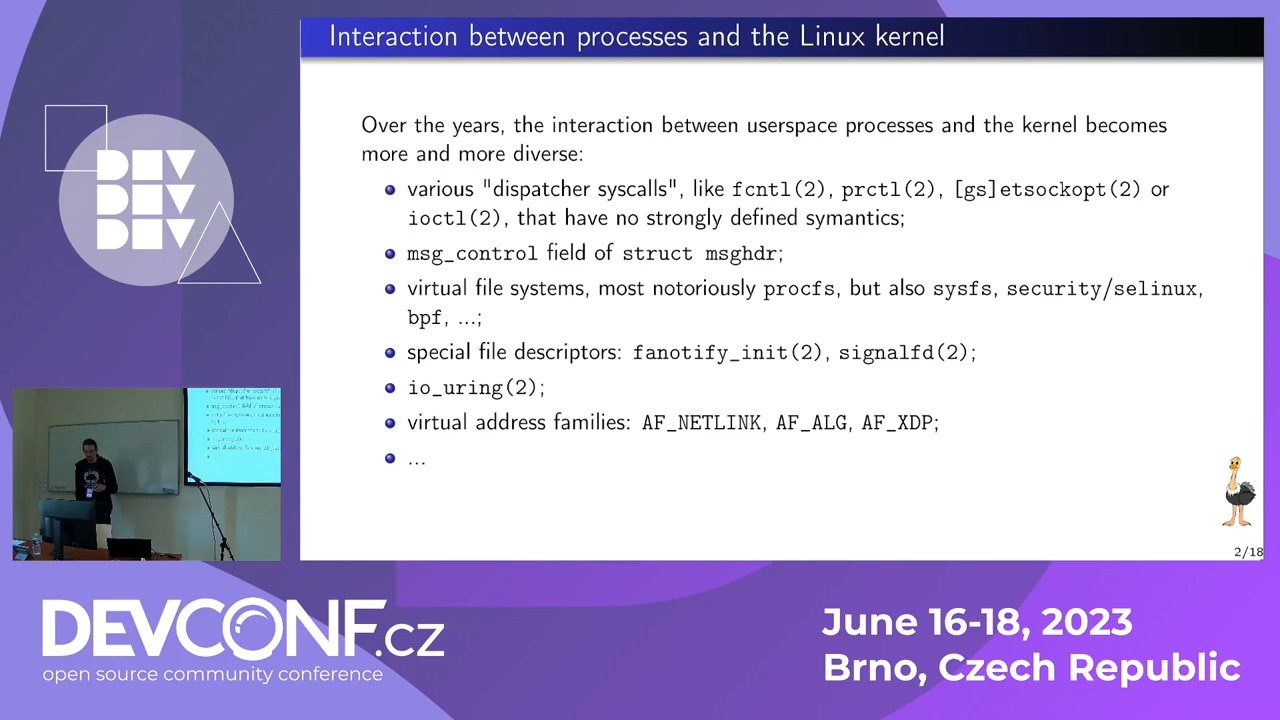 Interaction between processes and the Linux kernel
Over the years, the interaction between userspace processes and the kernel becomes
more and more diverse:
various "dispatcher syscalls", like fcntl(2), prctl(2), [gs]etsockopt(2) or
ioctl(2), that have no strongly defined symantics;
msg_control field of struct msghdr;
virtual file systems, most notoriously procfs, but also sysfs, security/selinux,
bpf, ...;
special file descriptors: fanotify_init(2), signalfd(2);
io_uring(2);
virtual address families: AF_NETLINK, AF_ALG, AF_XDP;
...
2/18
DEV
DEV
DEV
DEVCONF.cz
open source community conference
June 16-18, 2023
Brno, Czech Republic